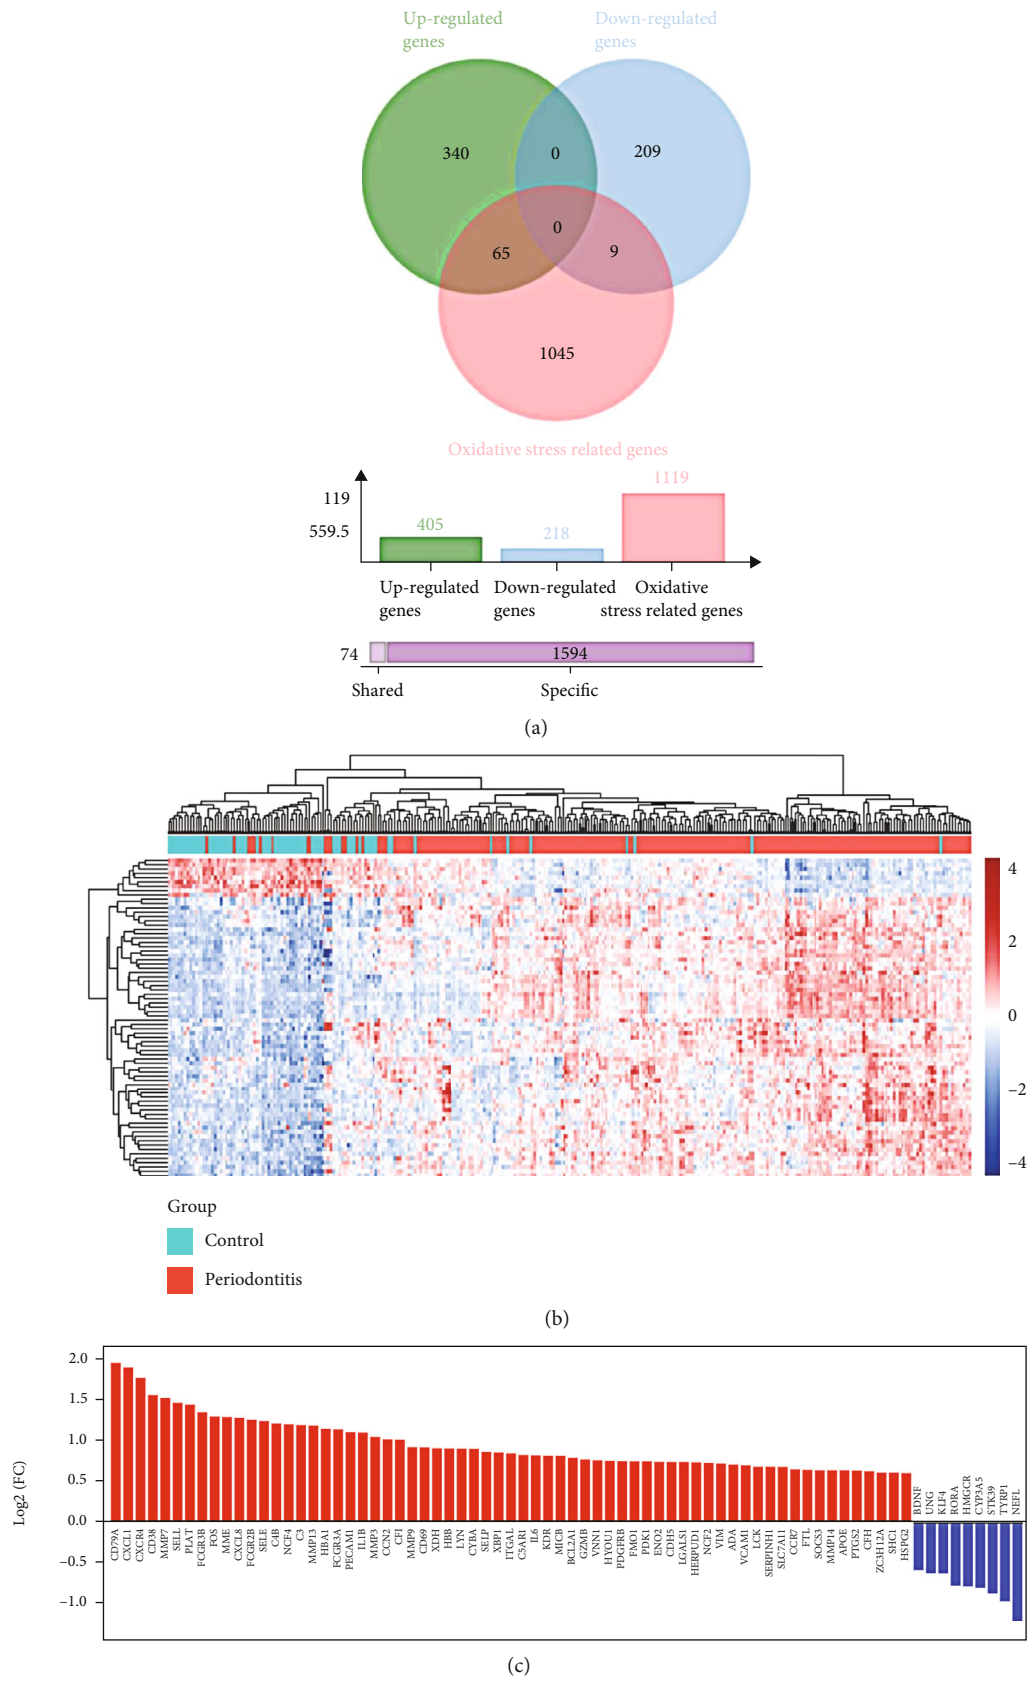 Up-regulated
genes
Down-regulated
genes
340
0
209
0
65
9
1045
Oxidative stress related genes
1119
119
559.5
405
218
Up-regulated
genes
Down-regulated
genes
Oxidative
stress related genes
74
1594
Shared
Specific
(a)
4
2
0
−2
−4
Group
Control
Periodontitis
(b)
Log2 (FC)
2.0
1.5
1.0
0.5
0.0
−0.5
−1.0
CD79A
CXCL1
CXCR4
CD38
MMP7
SELL
PLAT
FCGR3B
FOS
MME
CXCL8
FCGR2B
SELE
C4B
NCF4
C3
MMP13
HBA1
FCGR3A
PECAM1
IL1B
MMP3
CCN2
CFI
MMP9
CD69
XDH
HBB
LYN
CYBA
SELP
XBP1
ITGAL
C5AR1
IL6
KDR
MICB
BCL2A1
GZMB
VNN1
HYOU1
PDGFRB
FMO1
PDK1
ENO2
CDH5
LGALS1
HERPUD1
NCF2
VIM
ADA
VCAM1
LCK
SERPINH1
SLC7A11
CCR7
FTL
SOCS3
MMP14
APOE
PTGS2
CFH
ZC3H12A
SHC1
HSPG2
BDNF
UNG
KLF4
RORA
HMGCR
CYP3A5
STK39
TYRP1
NEFL
(c)